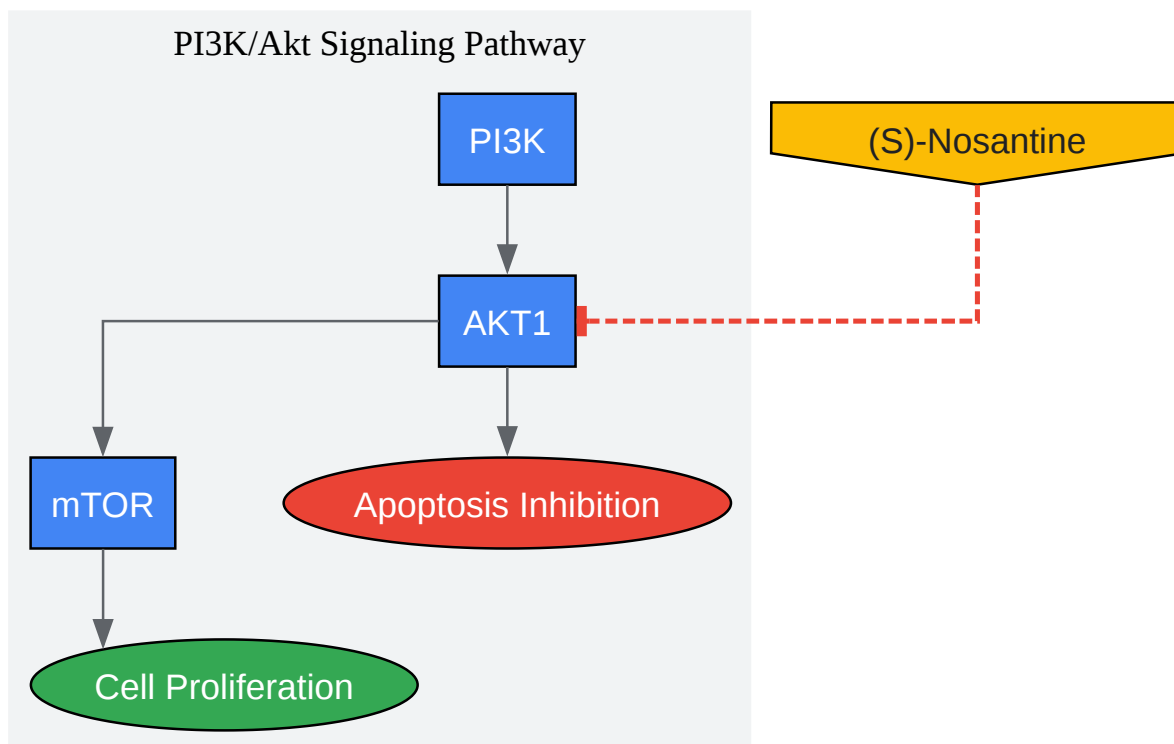 PI3K/Akt Signaling Pathway
PI3K
(S)-Nosantine
AKT1
mTOR
Apoptosis Inhibition
Cell Proliferation